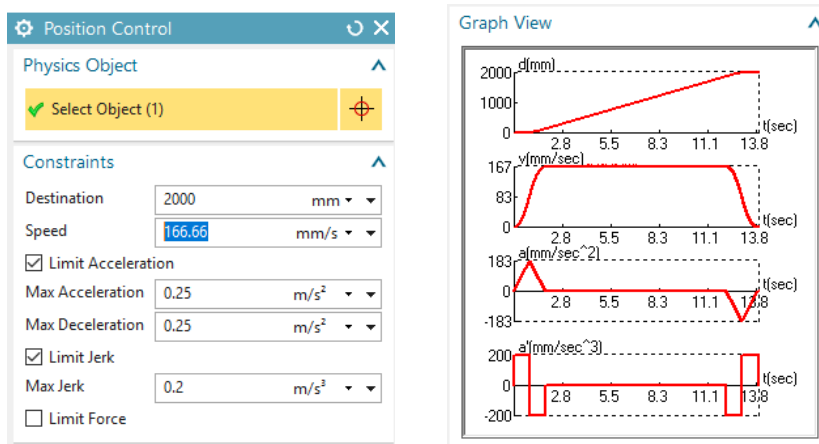 Position Control
Physics Object
Select Object (1)
Constraints
Destination 2000 mm
Speed 166.66 mm/s
Limit Acceleration
Max Acceleration 0.25 m/s²
Max Deceleration 0.25 m/s²
Limit Jerk
Max Jerk 0.2 m/s³
Limit Force
Graph View
d(mm)
2000
1000
0
t(sec)
2.8 5.5 8.3 11.1 13.8
v(mm/sec)
167
83
0
t(sec)
2.8 5.5 8.3 11.1 13.8
a(mm/sec^2)
183
0
-183
t(sec)
2.8 5.5 8.3 11.1 13.8
a'(mm/sec^3)
200
0
-200
t(sec)
2.8 5.5 8.3 11.1 13.8